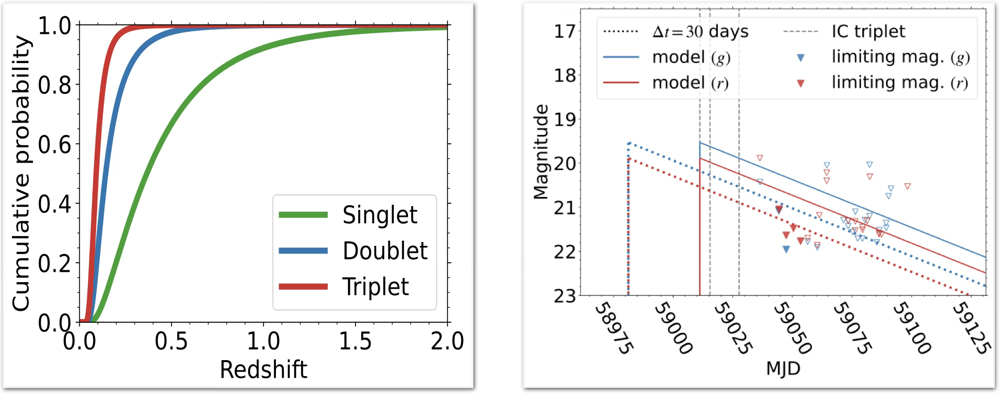 Cumulative probability
1.0
0.8
0.6
0.4
0.2
0.0
0.0 0.5 1.0 1.5 2.0
Redshift
Singlet
Doublet
Triplet
Magnitude
17
18
19
20
21
22
23
Δt = 30 days
model (g)
model (r)
IC triplet
limiting mag. (g)
limiting mag. (r)
58975 59000 59025 59050 59075 59100 59125
MJD